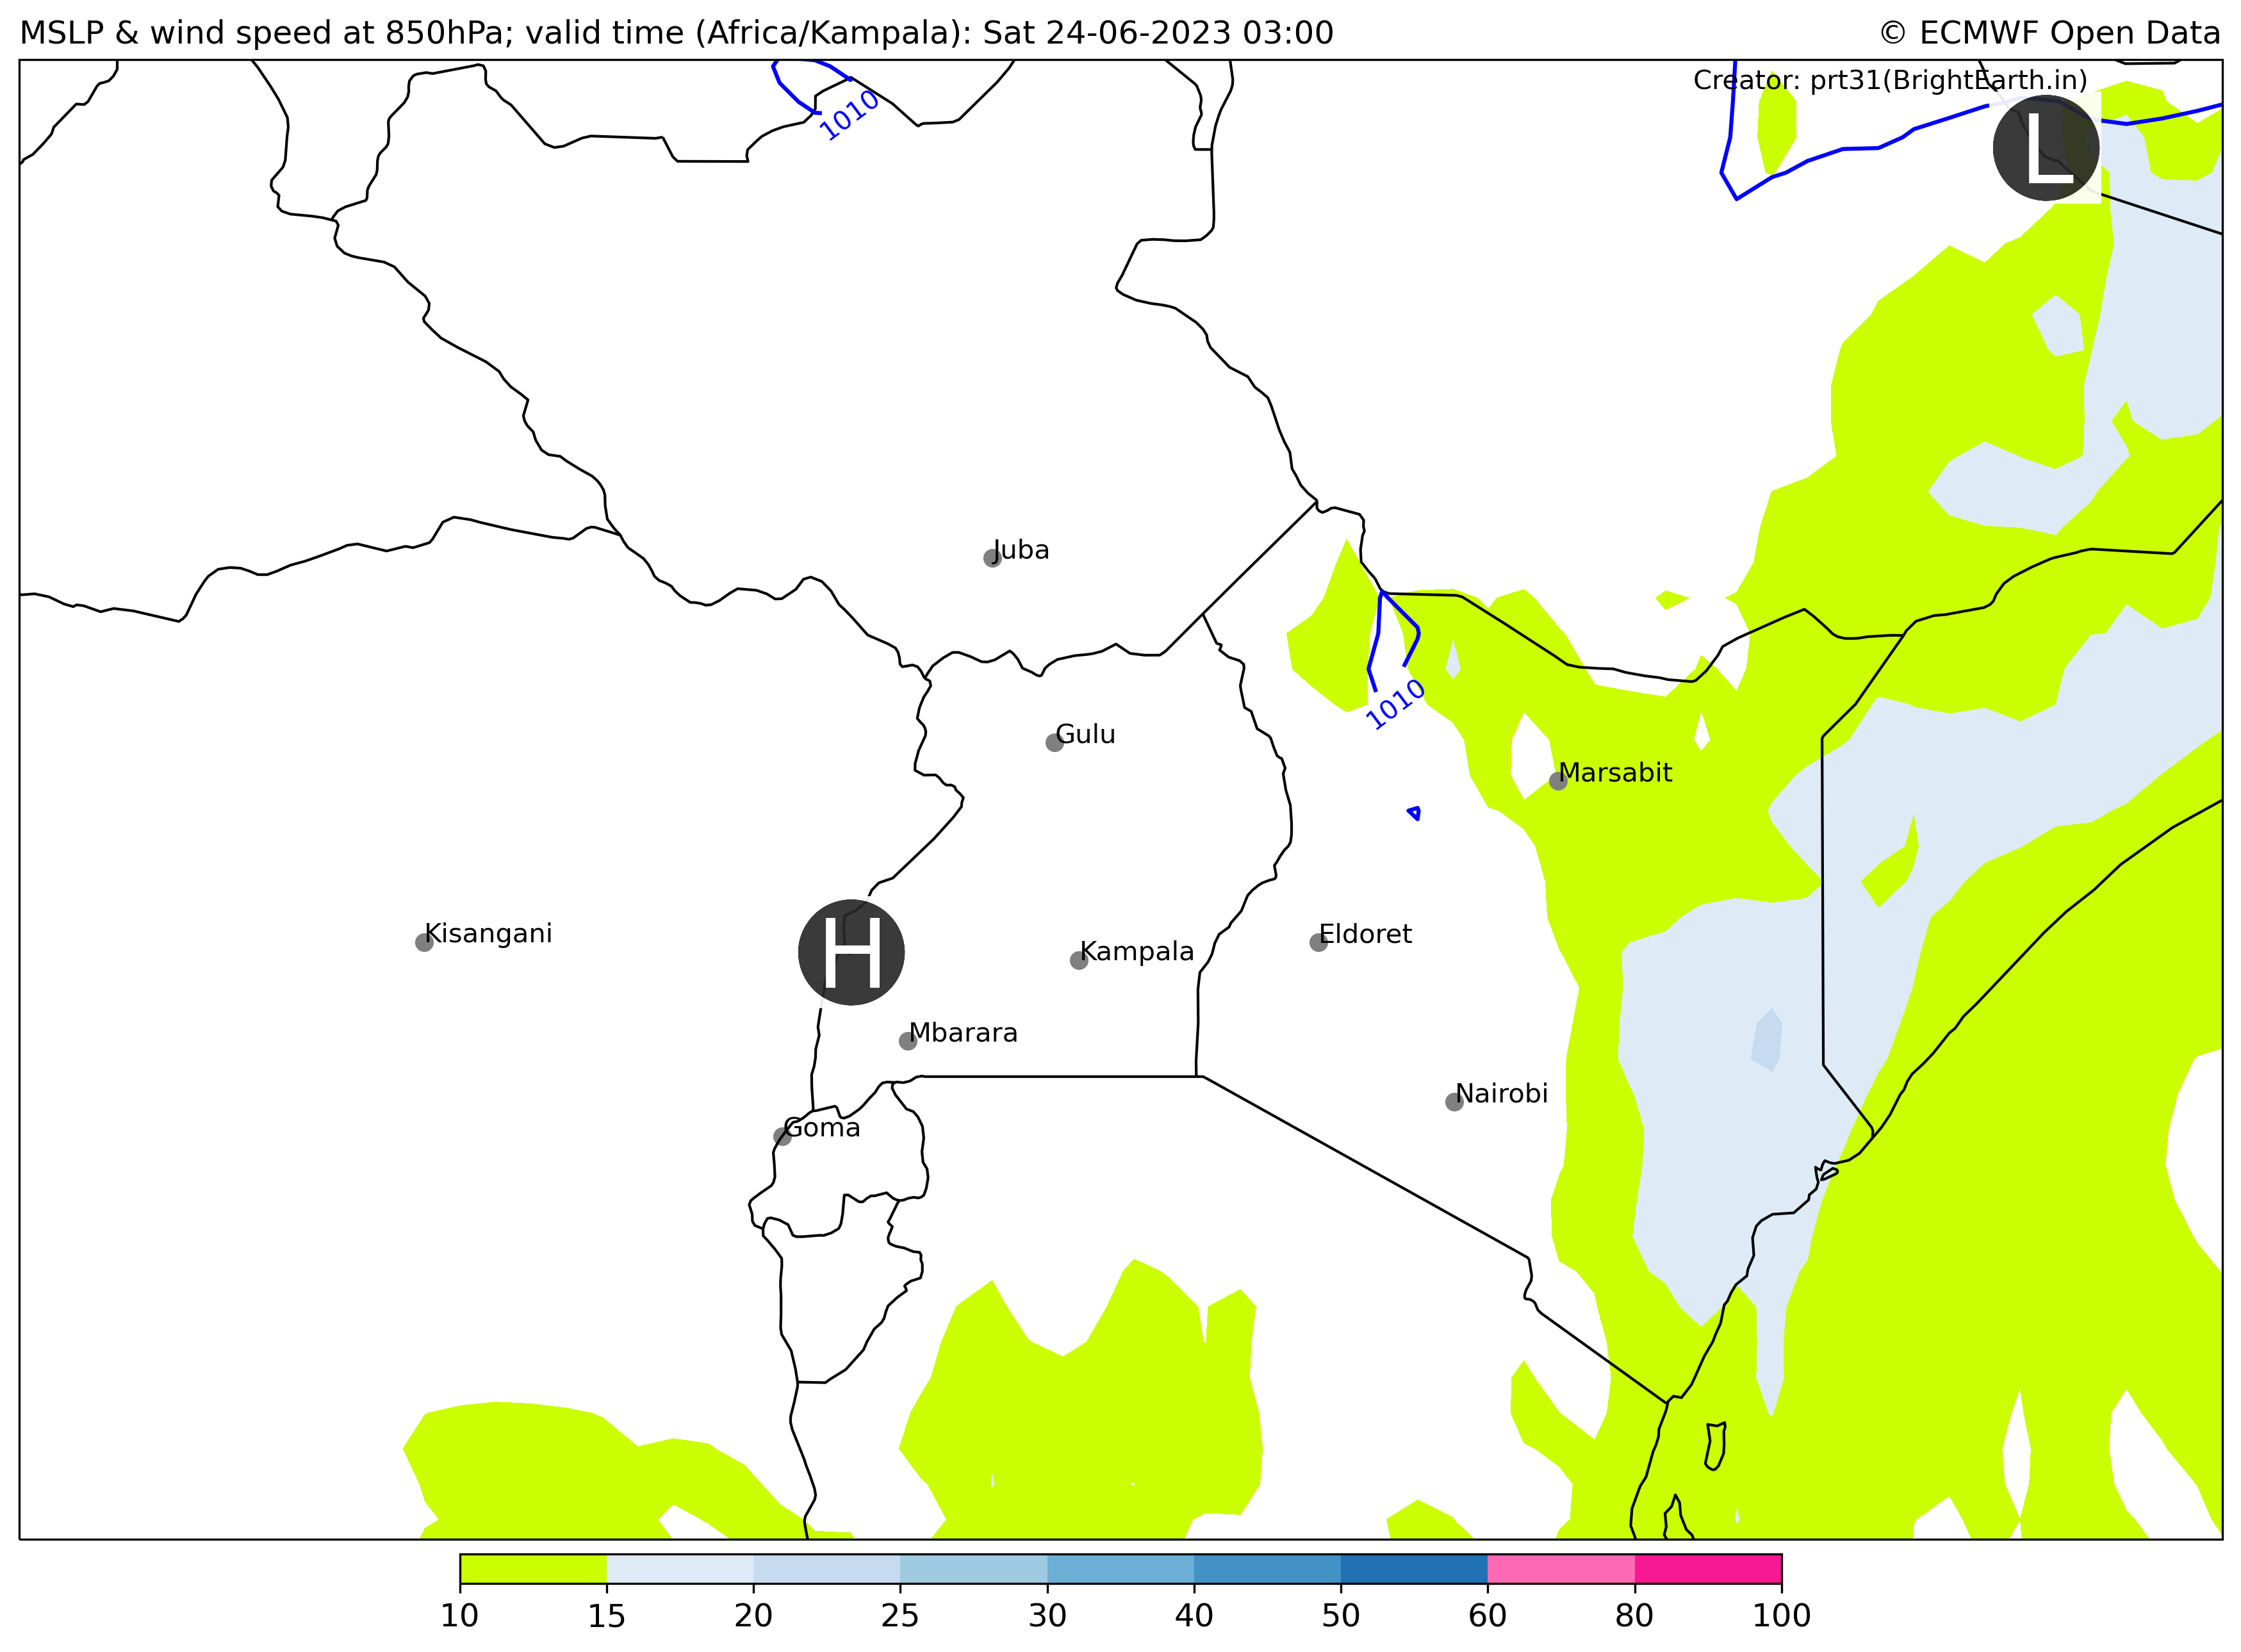 MSLP & wind speed at 850hPa; valid time (Africa/Kampala): Sat 24-06-2023 03:00
© ECMWF Open Data
Creator: prt31(BrightEarth.in)
1010
L
Juba
1010
Gulu
Marsabit
Kisangani
H
Kampala
Eldoret
Mbarara
Nairobi
Goma
10 15 20 25 30 40 50 60 80 100